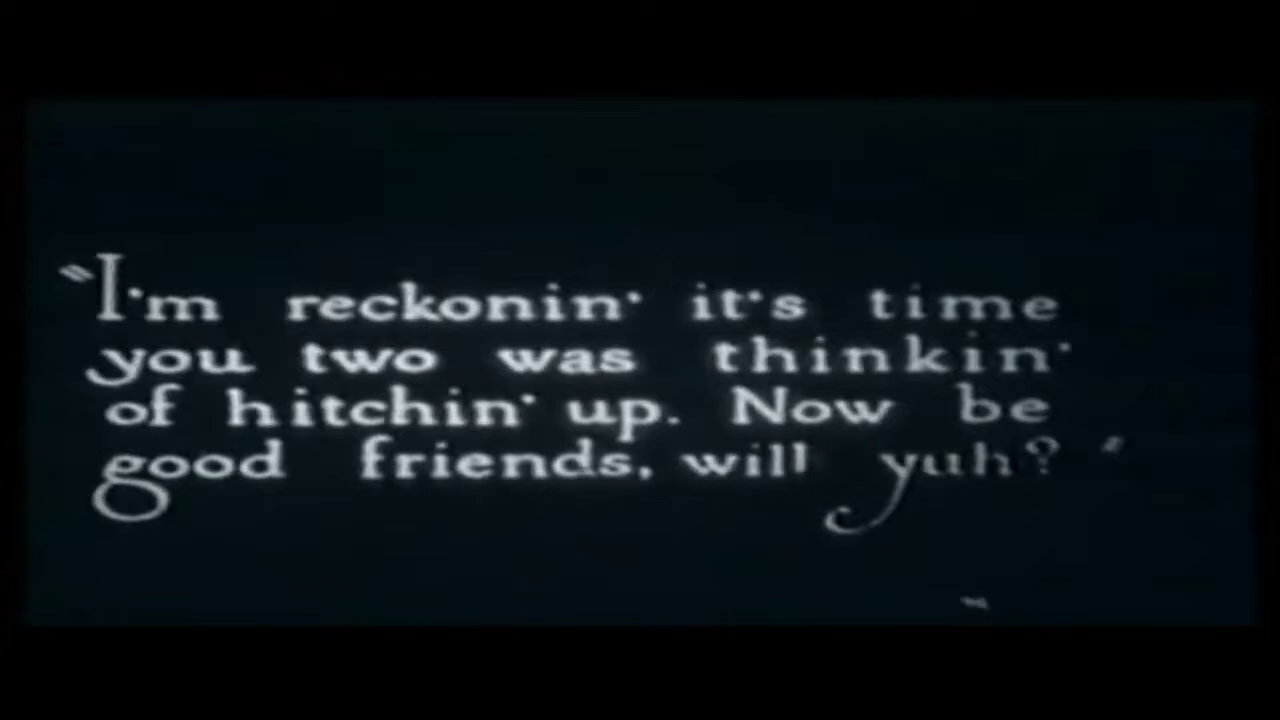 "I'm reckonin' it's time
you two was thinkin'
of hitchin' up. Now be
good friends, will yuh?"